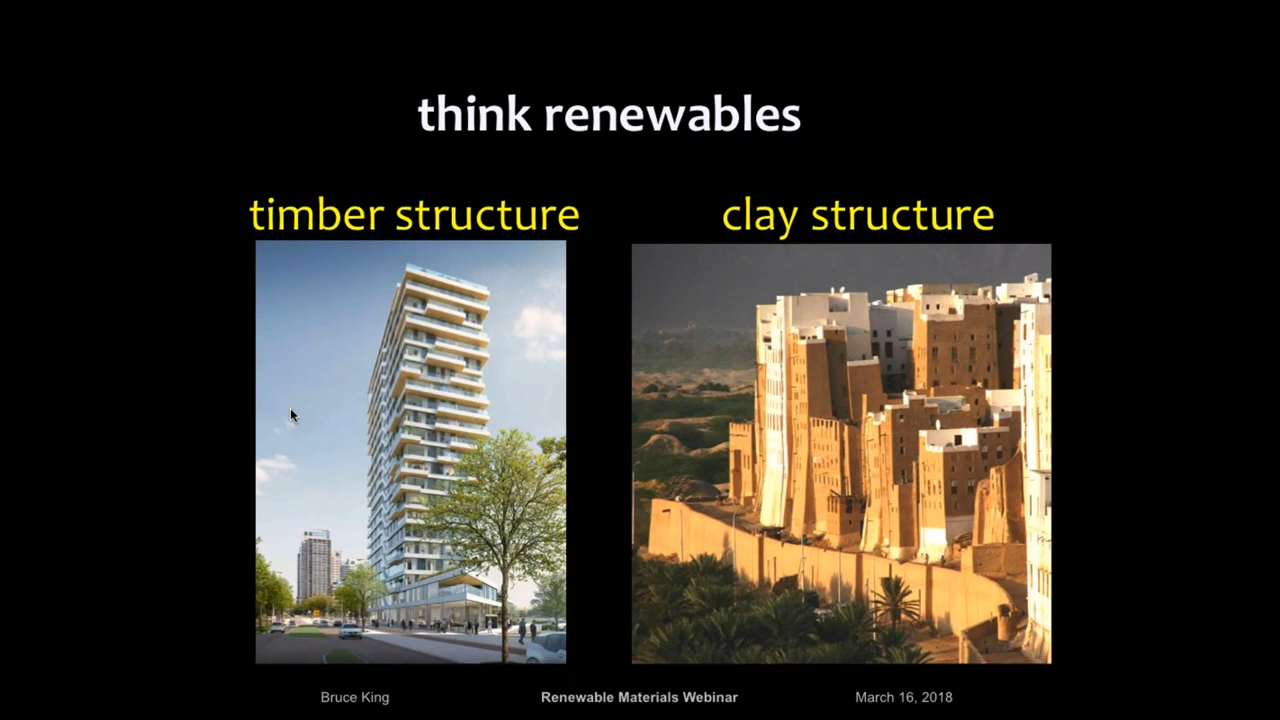 think renewables
timber structure
clay structure
Bruce King
Renewable Materials Webinar
March 16, 2018